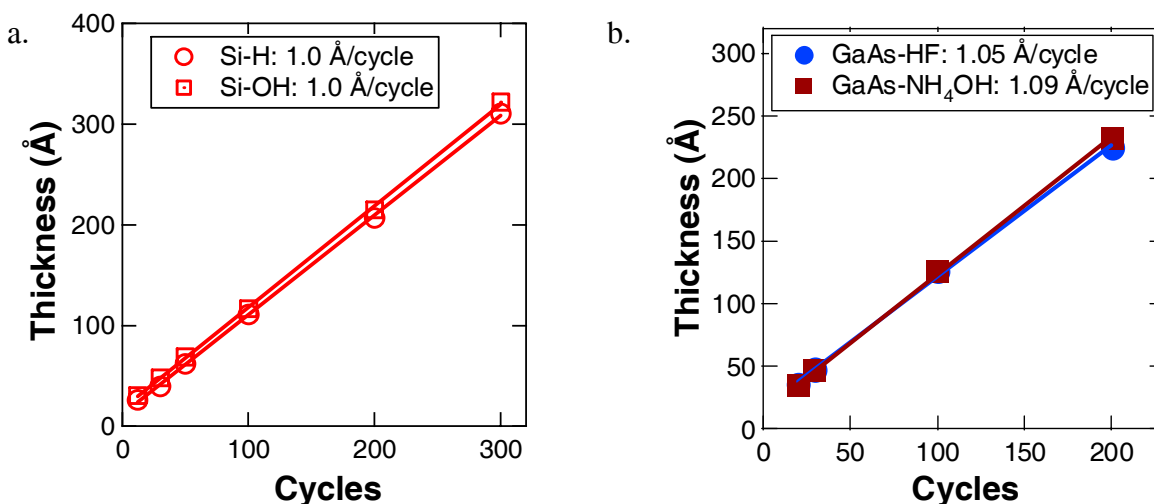 a.
400
300
200
100
0
Thickness (Å)
Si-H: 1.0 Å/cycle
Si-OH: 1.0 Å/cycle
0 100 200 300
Cycles
b.
300
250
200
150
100
50
0
Thickness (Å)
GaAs-HF: 1.05 Å/cycle
GaAs-NH₄OH: 1.09 Å/cycle
0 50 100 150 200
Cycles